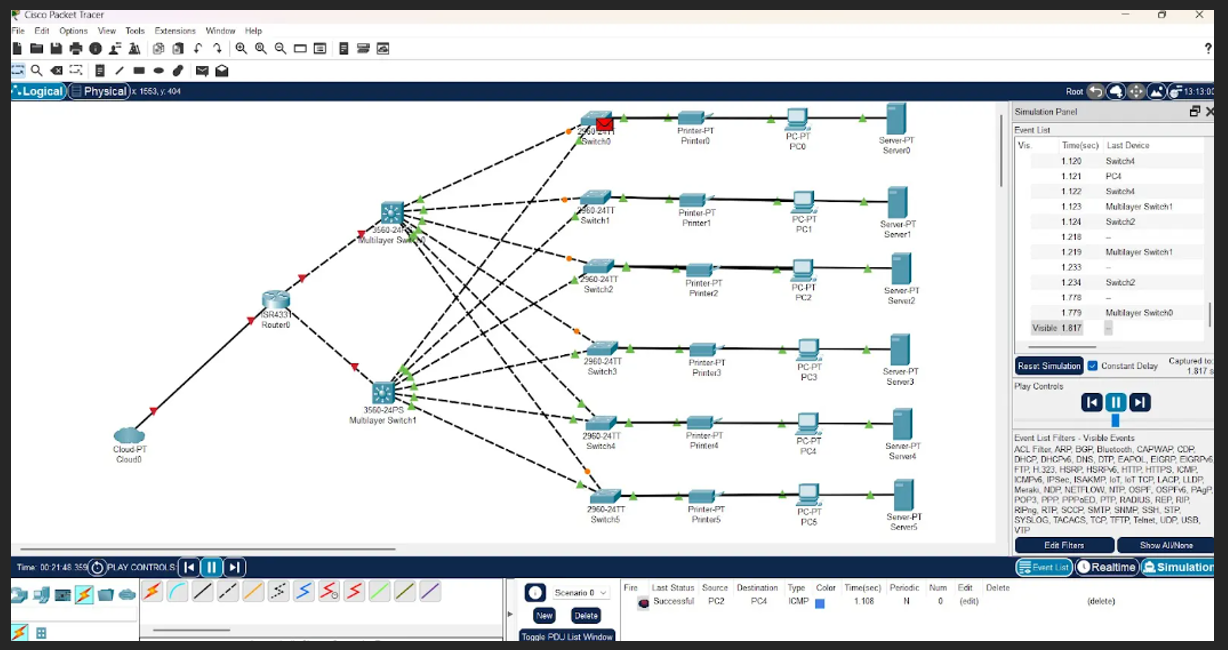 Cisco Packet Tracer
File Edit Options View Tools Extensions Window Help
?
Logical Physical x: 1553, y: 404 Root 13:13:00
Simulation Panel
Event List
Vis. Time(sec) Last Device
1.120 Switch4
1.121 PC4
1.122 Switch4
1.123 Multilayer Switch1
1.124 Switch2
1.218 --
1.219 Multilayer Switch1
1.233 --
1.234 Switch2
1.778 --
1.779 Multilayer Switch0
Visible 1.817 --
Reset Simulation Constant Delay Captured to:
1.817 s
Play Controls
Event List Filters - Visible Events
ACL Filter, ARP, BGP, Bluetooth, CAPWAP, CDP,
DHCP, DHCPv6, DNS, DTP, EAPOL, EIGRP, EIGRPv6,
FTP, H.323, HSRP, HSRPv6, HTTP, HTTPS, ICMP,
ICMPv6, IPSec, ISAKMP, IoT, IoT TCP, LACP, LLDP,
Meraki, NDP, NETFLOW, NTP, OSPF, OSPFv6, PAgP,
POP3, PPP, PPPoED, PTP, RADIUS, REP, RIP,
RIPng, RTP, SCCP, SMTP, SNMP, SSH, STP,
SYSLOG, TACACS, TCP, TFTP, Telnet, UDP, USB,
VTP
Edit Filters Show All/None
Event List Realtime Simulation
2960-24TT
Switch0
Printer-PT
Printer0
PC-PT
PC0
Server-PT
Server0
2960-24TT
Switch1
Printer-PT
Printer1
PC-PT
PC1
Server-PT
Server1
3560-24PS
Multilayer Switch0
2960-24TT
Switch2
Printer-PT
Printer2
PC-PT
PC2
Server-PT
Server2
ISR4331
Router0
2960-24TT
Switch3
Printer-PT
Printer3
PC-PT
PC3
Server-PT
Server3
3560-24PS
Multilayer Switch1
2960-24TT
Switch4
Printer-PT
Printer4
PC-PT
PC4
Server-PT
Server4
Cloud-PT
Cloud0
2960-24TT
Switch5
Printer-PT
Printer5
PC-PT
PC5
Server-PT
Server5
Time: 00:21:48.359 PLAY CONTROLS:
Scenario 0
New Delete
Toggle PDU List Window
Fire Last Status Source Destination Type Color Time(sec) Periodic Num Edit Delete
Successful PC2 PC4 ICMP 1.108 N 0 (edit) (delete)